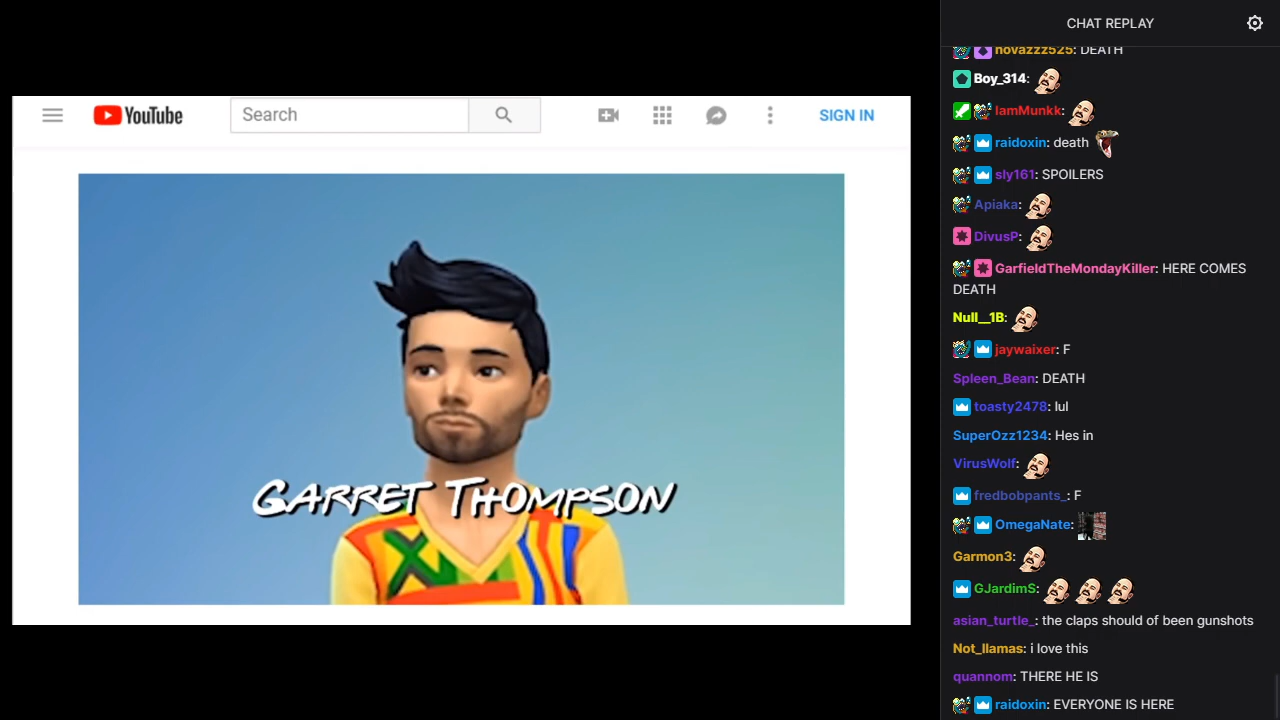 YouTube
Search
SIGN IN
GARRET THOMPSON
CHAT REPLAY
novazzz525: DEATH
Boy_314:
IamMunkk:
raidoxin: death
sly161: SPOILERS
Apiaka:
DivusP:
GarfieldTheMondayKiller: HERE COMES
DEATH
Null__1B:
jaywaixer: F
Spleen_Bean: DEATH
toasty2478: lul
SuperOzz1234: Hes in
VirusWolf:
fredbobpants_: F
OmegaNate:
Garmon3:
GJardimS:
asian_turtle_: the claps should of been gunshots
Not_llamas: i love this
quannom: THERE HE IS
raidoxin: EVERYONE IS HERE